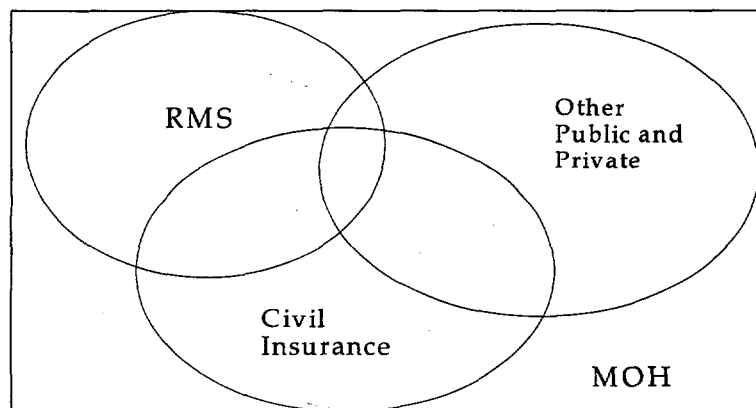 RMS
Other
Public and
Private
Civil
Insurance
MOH